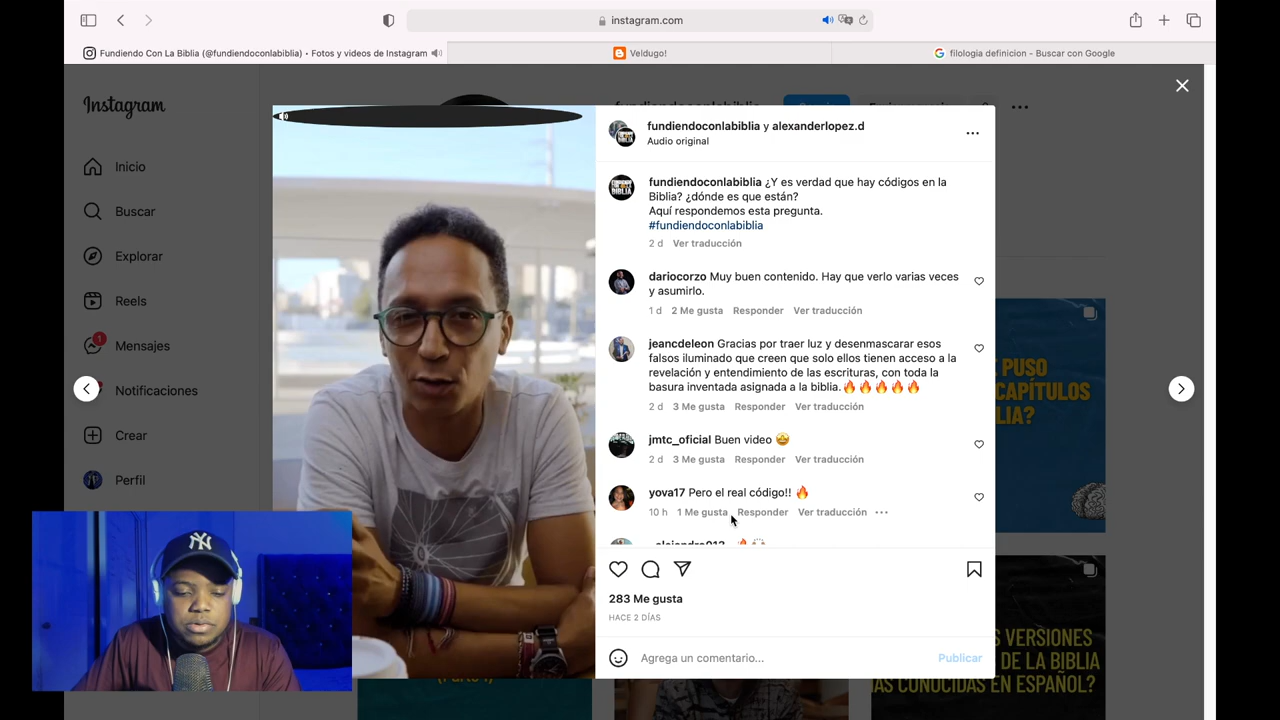 instagram.com
Fundiendo Con La Biblia (@fundiendoconlabiblia) • Fotos y videos de Instagram
Veldugo!
filologia definicion - Buscar con Google
Instagram
Inicio
Buscar
Explorar
Reels
1
Mensajes
Notificaciones
Crear
Perfil
fundiendoconlabiblia y alexanderlopez.d
Audio original
fundiendoconlabiblia ¿Y es verdad que hay códigos en la
Biblia? ¿dónde es que están?
Aquí respondemos esta pregunta.
#fundiendoconlabiblia
2 d Ver traducción
dariocorzo Muy buen contenido. Hay que verlo varias veces
y asumirlo.
1 d 2 Me gusta Responder Ver traducción
jeancdeleon Gracias por traer luz y desenmascarar esos
falsos iluminado que creen que solo ellos tienen acceso a la
revelación y entendimiento de las escrituras, con toda la
basura inventada asignada a la biblia.🔥🔥🔥🔥🔥
2 d 3 Me gusta Responder Ver traducción
jmtc_oficial Buen video 🤩
2 d 3 Me gusta Responder Ver traducción
yova17 Pero el real código!! 🔥
10 h 1 Me gusta Responder Ver traducción
283 Me gusta
HACE 2 DÍAS
Agrega un comentario...
Publicar
PUSO
CAPÍTULOS
BLIA?
S VERSIONES
DE LA BIBLIA
ÁS CONOCIDAS EN ESPAÑOL?
NY